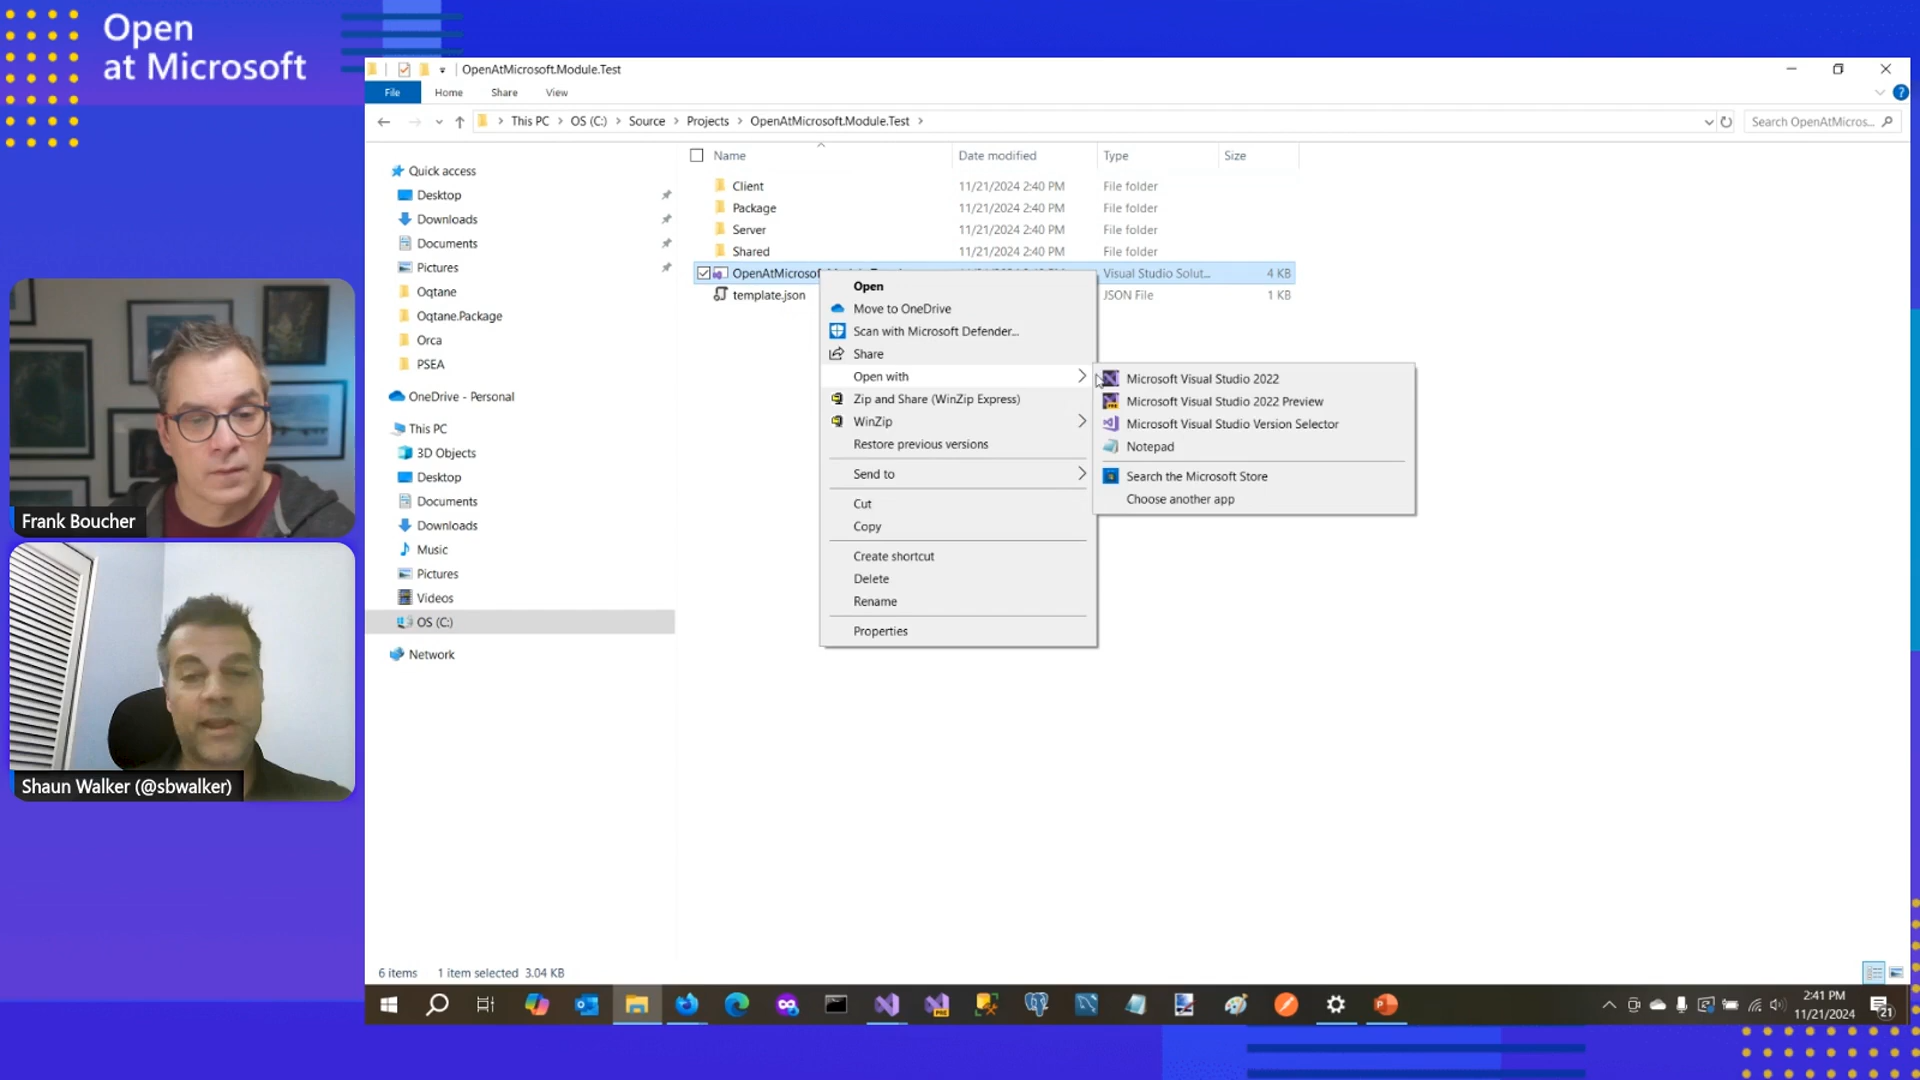 Open
at Microsoft
OpenAtMicrosoft.Module.Test
File
Home
Share
View
This PC
OS (C:)
Source
Projects
OpenAtMicrosoft.Module.Test
Search OpenAtMicros...
Name
Date modified
Type
Size
Client
11/21/2024 2:40 PM
File folder
Package
11/21/2024 2:40 PM
File folder
Server
11/21/2024 2:40 PM
File folder
Shared
11/21/2024 2:40 PM
File folder
OpenAtMicrosof
Visual Studio Solut...
4 KB
template.json
JSON File
1 KB
Quick access
Desktop
Downloads
Documents
Pictures
Oqtane
Oqtane.Package
Orca
PSEA
OneDrive - Personal
This PC
3D Objects
Desktop
Documents
Downloads
Music
Pictures
Videos
OS (C:)
Network
Open
Move to OneDrive
Scan with Microsoft Defender...
Share
Open with
Zip and Share (WinZip Express)
WinZip
Restore previous versions
Send to
Cut
Copy
Create shortcut
Delete
Rename
Properties
Microsoft Visual Studio 2022
Microsoft Visual Studio 2022 Preview
Microsoft Visual Studio Version Selector
Notepad
Search the Microsoft Store
Choose another app
Frank Boucher
Shaun Walker (@sbwalker)
6 items
1 item selected 3.04 KB
2:41 PM
11/21/2024
21